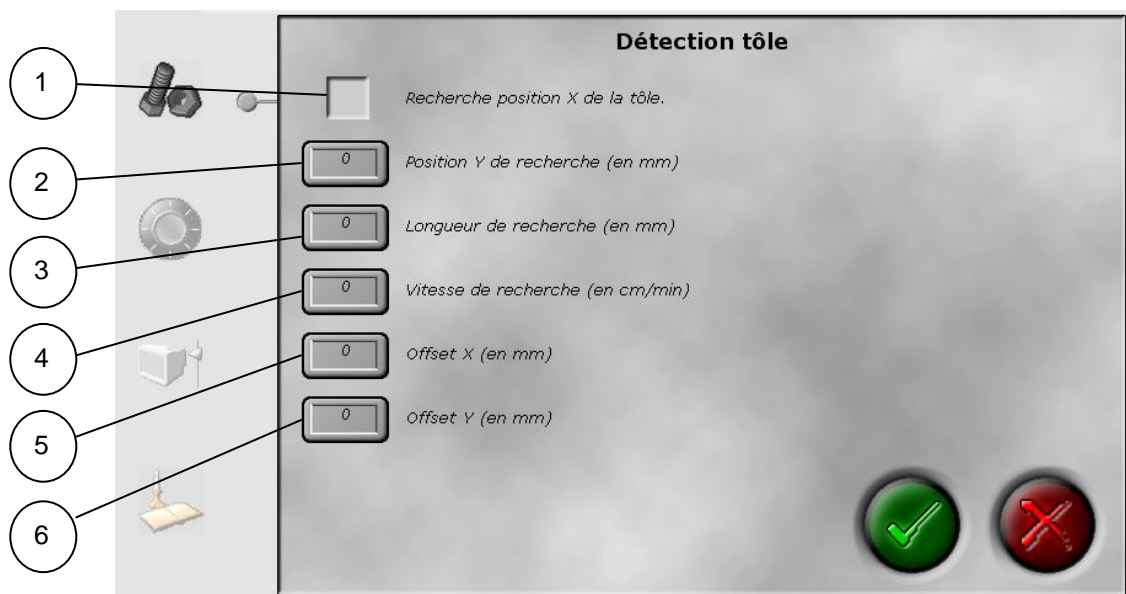 Détection tôle
1
Recherche position X de la tôle.
2
0
Position Y de recherche (en mm)
3
0
Longueur de recherche (en mm)
4
0
Vitesse de recherche (en cm/min)
5
0
Offset X (en mm)
6
0
Offset Y (en mm)